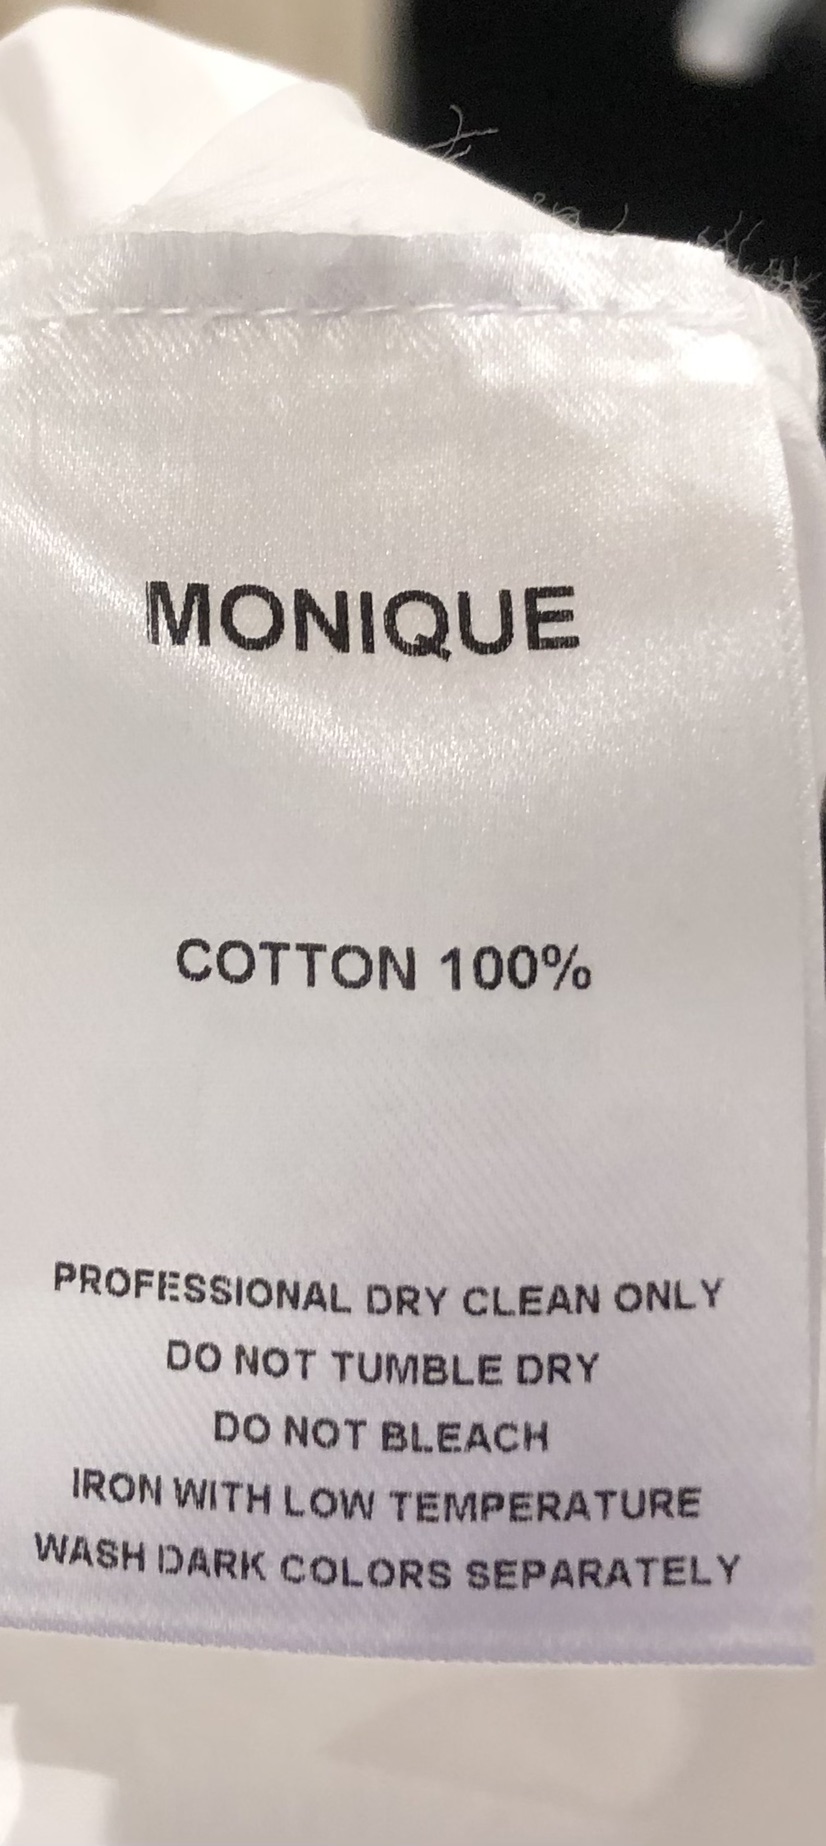 MONIQUE
COTTON 100%
PROFESSIONAL DRY CLEAN ONLY
DO NOT TUMBLE DRY
DO NOT BLEACH
IRON WITH LOW TEMPERATURE
WASH DARK COLORS SEPARATELY